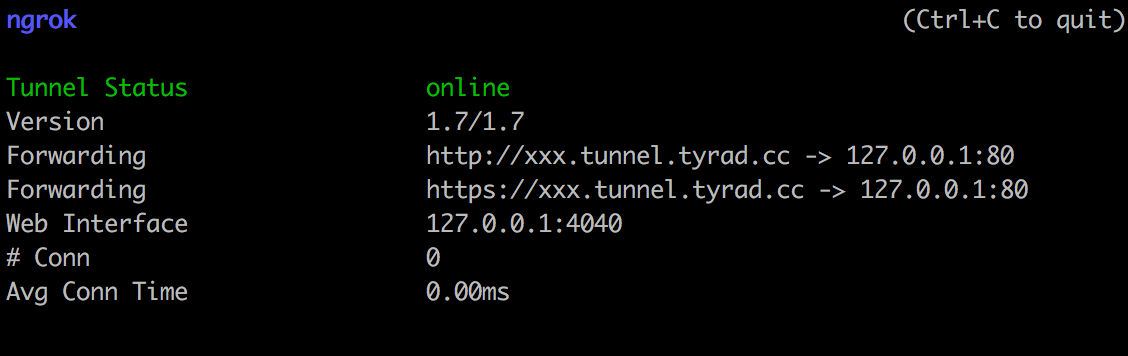 ngrok (Ctrl+C to quit)
Tunnel Status online
Version 1.7/1.7
Forwarding http://xxx.tunnel.tyrad.cc -> 127.0.0.1:80
Forwarding https://xxx.tunnel.tyrad.cc -> 127.0.0.1:80
Web Interface 127.0.0.1:4040
# Conn 0
Avg Conn Time 0.00ms